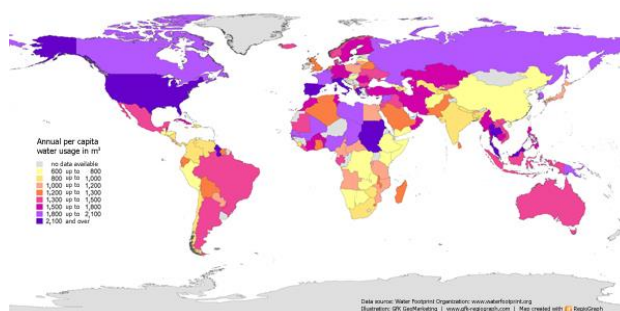 Annual per capita
water usage in m³
no data available
600 up to 800
800 up to 1,000
1,000 up to 1,200
1,200 up to 1,300
1,300 up to 1,500
1,500 up to 1,800
1,800 up to 2,100
2,100 and over
Data source: Water Footprint Organization: www.waterfootprint.org
Illustration: GfK GeoMarketing | www.gfk-regiograph.com | Map created with RegioGraph